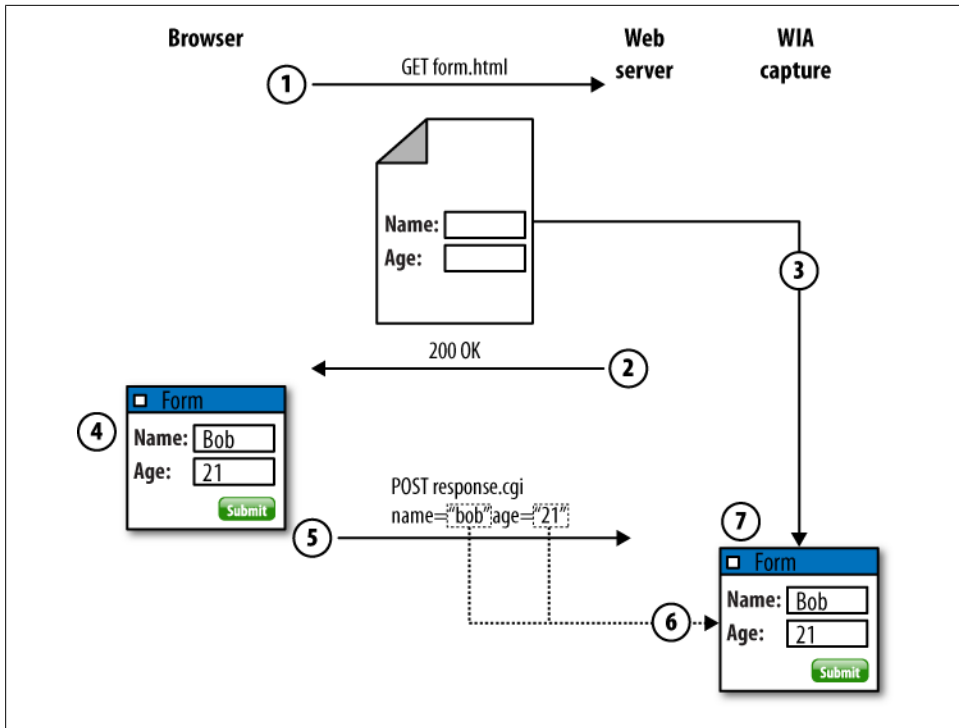 Browser
Web
server
WIA
capture
1
GET form.html
Name:
Age:
3
200 OK
2
Form
4
Name: Bob
Age: 21
Submit
POST response.cgi
name=“bob”age=“21”
5
7
Form
Name: Bob
6
Age: 21
Submit